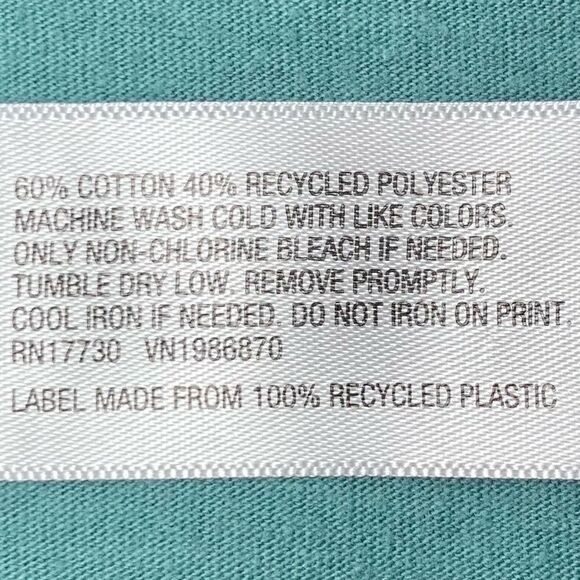 60% COTTON 40% RECYCLED POLYESTER
MACHINE WASH COLD WITH LIKE COLORS.
ONLY NON-CHLORINE BLEACH IF NEEDED.
TUMBLE DRY LOW. REMOVE PROMPTLY.
COOL IRON IF NEEDED. DO NOT IRON ON PRINT.
RN17730 VN1986870
LABEL MADE FROM 100% RECYCLED PLASTIC